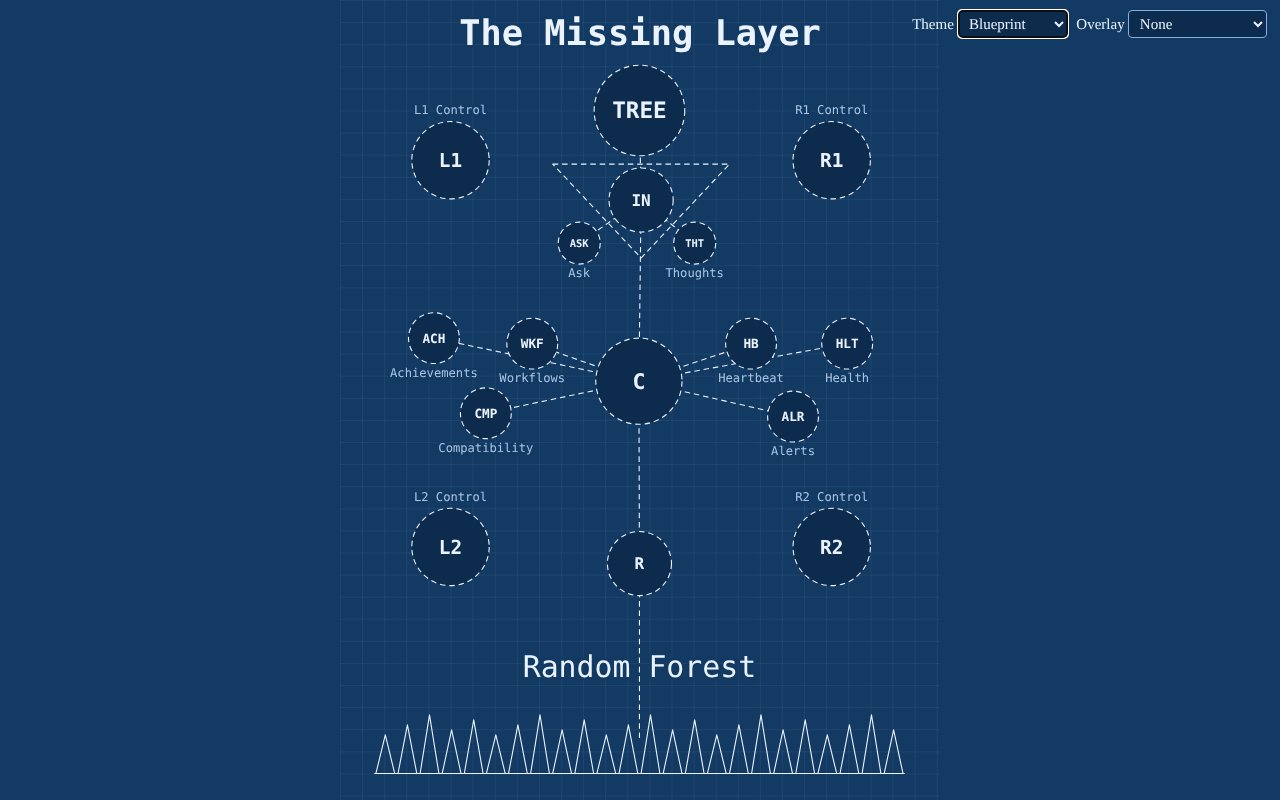 The Missing Layer
Theme Blueprint Overlay None
TREE
L1 Control
R1 Control
L1
R1
IN
ASK
THT
Ask
Thoughts
ACH
WKF
HB
HLT
Achievements
Workflows
Heartbeat
Health
C
CMP
ALR
Compatibility
Alerts
L2 Control
R2 Control
L2
R2
R
Random Forest